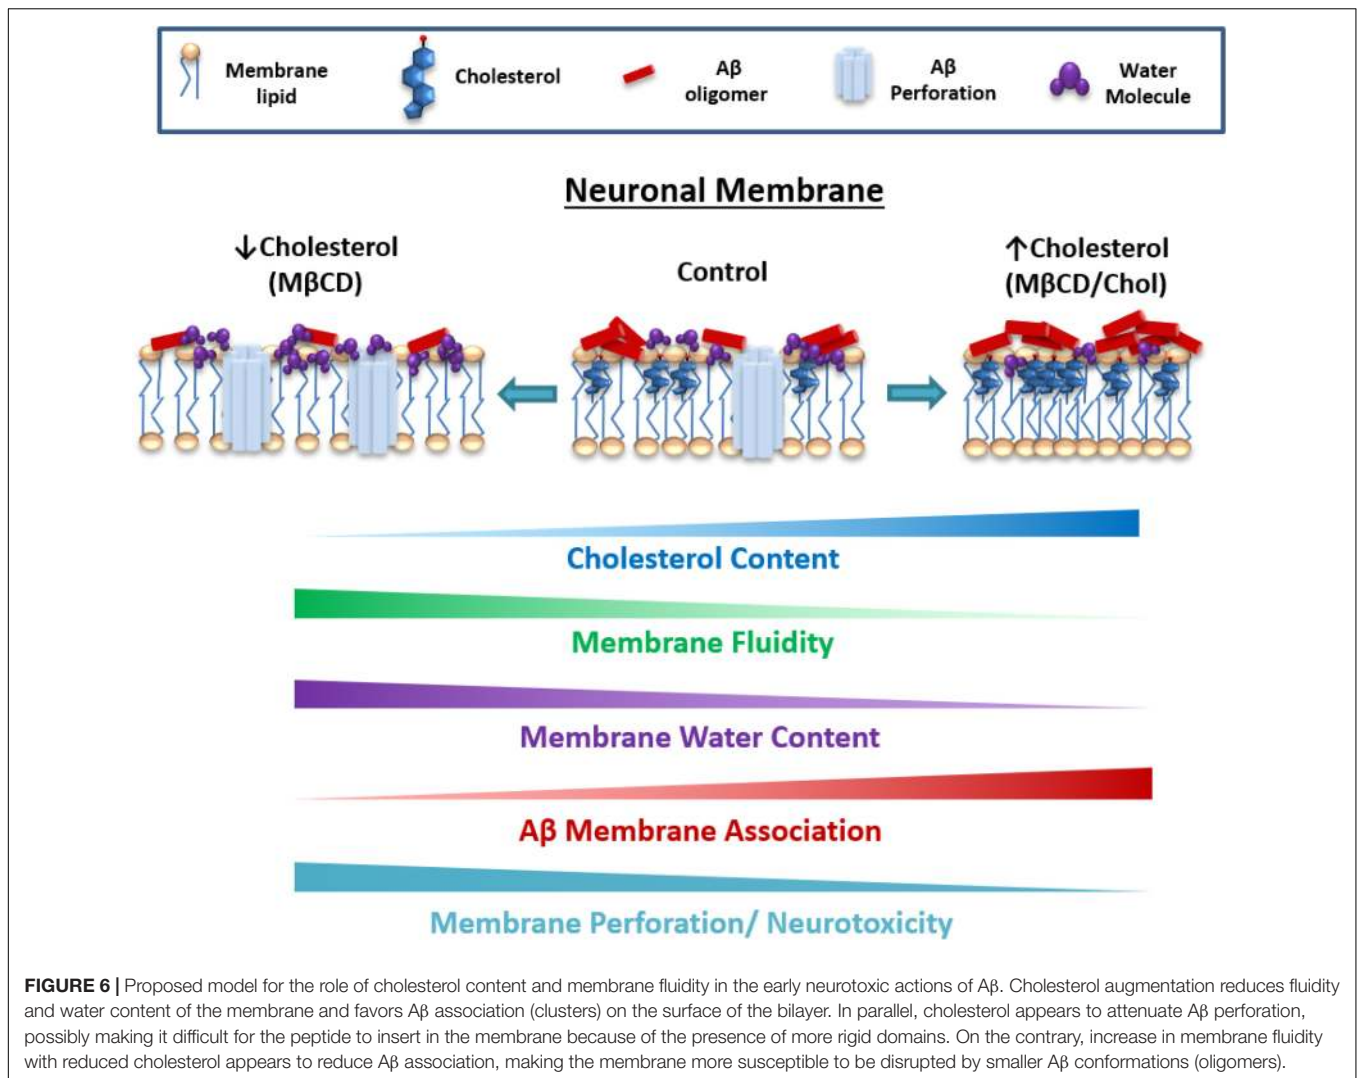 Membrane
lipid
Cholesterol
Aβ
oligomer
Aβ
Perforation
Water
Molecule
Neuronal Membrane
↓Cholesterol
(MβCD)
Control
↑Cholesterol
(MβCD/Chol)
Cholesterol Content
Membrane Fluidity
Membrane Water Content
Aβ Membrane Association
Membrane Perforation/ Neurotoxicity
FIGURE 6 | Proposed model for the role of cholesterol content and membrane fluidity in the early neurotoxic actions of Aβ. Cholesterol augmentation reduces fluidity
and water content of the membrane and favors Aβ association (clusters) on the surface of the bilayer. In parallel, cholesterol appears to attenuate Aβ perforation,
possibly making it difficult for the peptide to insert in the membrane because of the presence of more rigid domains. On the contrary, increase in membrane fluidity
with reduced cholesterol appears to reduce Aβ association, making the membrane more susceptible to be disrupted by smaller Aβ conformations (oligomers).